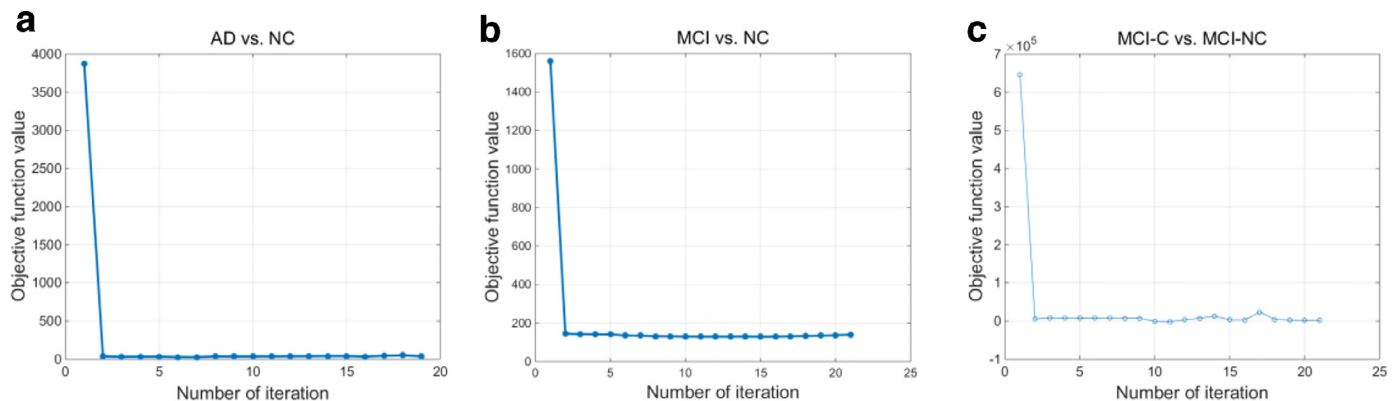 a
AD vs. NC
Objective function value
4000
3500
3000
2500
2000
1500
1000
500
0
0 5 10 15 20
Number of iteration
b
MCI vs. NC
Objective function value
1600
1400
1200
1000
800
600
400
200
0
0 5 10 15 20 25
Number of iteration
c
MCI-C vs. MCI-NC
×10⁵
Objective function value
7
6
5
4
3
2
1
0
-1
0 5 10 15 20 25
Number of iteration